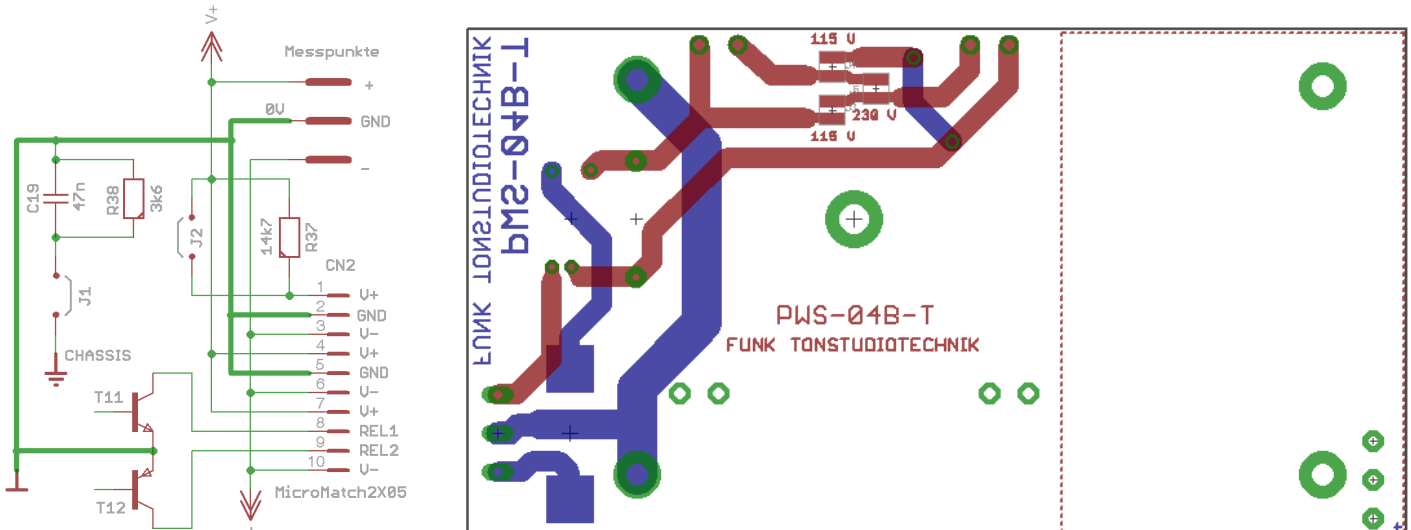 V+
Messpunkte
+
0V
GND
-
C19
47n
R38
3k6
J2
14k7
R37
CN2
J1
1 V+
2 GND
3 V-
4 V+
5 GND
6 V-
7 V+
8 REL1
9 REL2
10 V-
CHASSIS
T11
T12
MicroMatch2X05
FUNK TONSTUDIOTECHNIK
PWS-04B-T
115 V
230 V
115 V
PWS-04B-T
FUNK TONSTUDIOTECHNIK